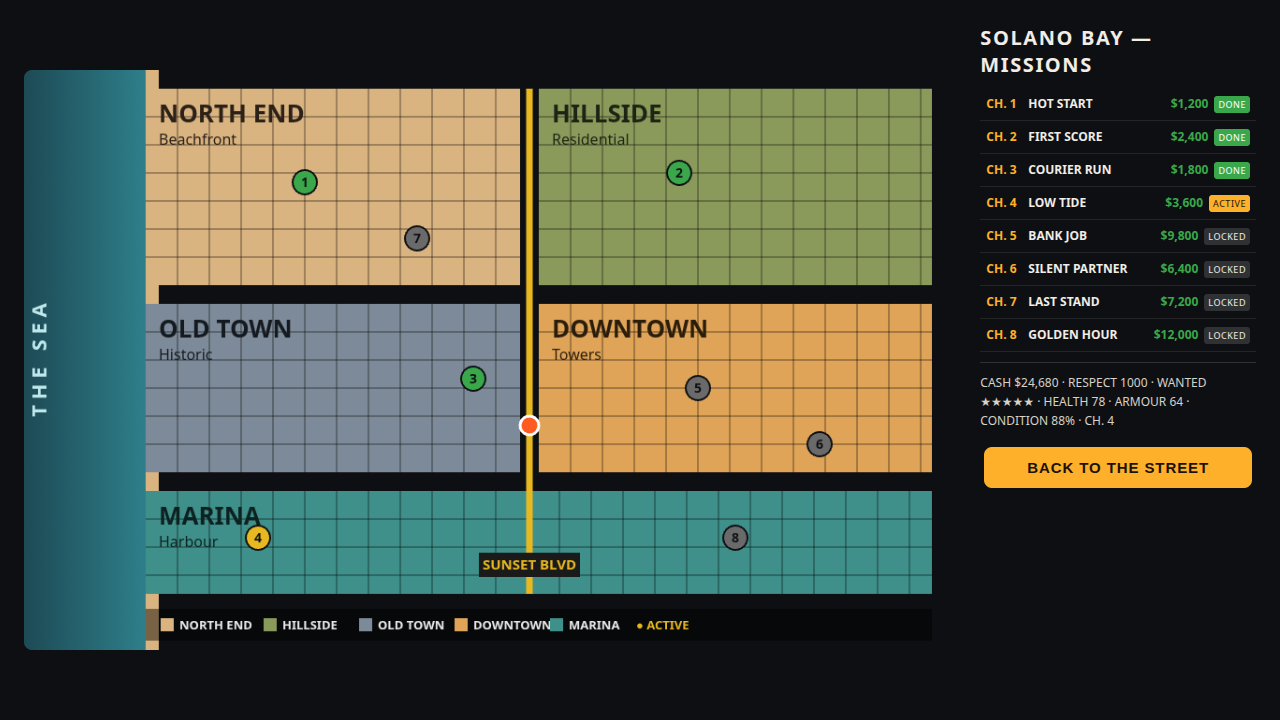 THE SEA
NORTH END
Beachfront
1
7
HILLSIDE
Residential
2
OLD TOWN
Historic
3
DOWNTOWN
Towers
5
6
MARINA
Harbour
4
8
SUNSET BLVD
NORTH END HILLSIDE OLD TOWN DOWNTOWN MARINA ● ACTIVE
SOLANO BAY —
MISSIONS
CH. 1 HOT START $1,200 DONE
CH. 2 FIRST SCORE $2,400 DONE
CH. 3 COURIER RUN $1,800 DONE
CH. 4 LOW TIDE $3,600 ACTIVE
CH. 5 BANK JOB $9,800 LOCKED
CH. 6 SILENT PARTNER $6,400 LOCKED
CH. 7 LAST STAND $7,200 LOCKED
CH. 8 GOLDEN HOUR $12,000 LOCKED
CASH $24,680 · RESPECT 1000 · WANTED
★★★★★ · HEALTH 78 · ARMOUR 64 ·
CONDITION 88% · CH. 4
BACK TO THE STREET